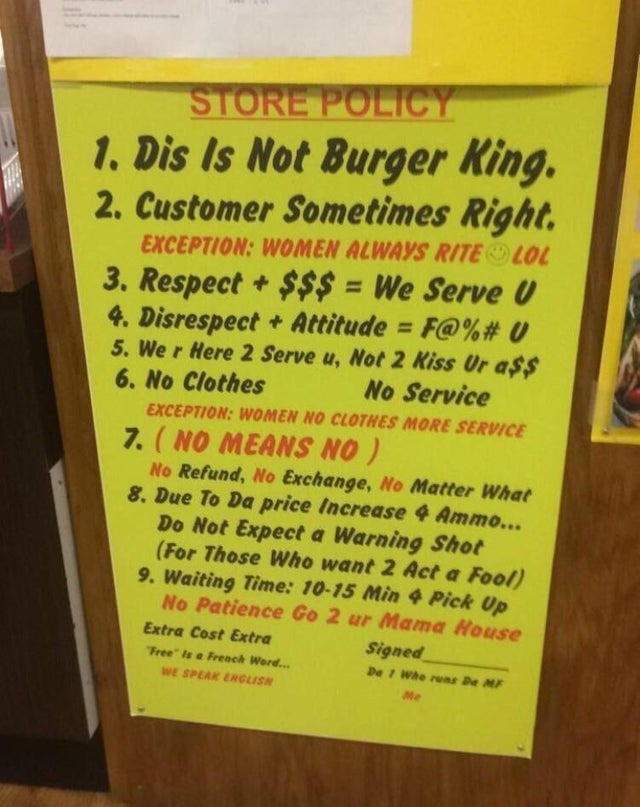 STORE POLICY
1. Dis Is Not Burger King.
2. Customer Sometimes Right.
EXCEPTION: WOMEN ALWAYS RITE ☺ LOL
3. Respect + $$$ = We Serve U
4. Disrespect + Attitude = F@%# U
5. We r Here 2 Serve u, Not 2 Kiss Ur a$$
6. No Clothes No Service
EXCEPTION: WOMEN NO CLOTHES MORE SERVICE
7. ( NO MEANS NO )
No Refund, No Exchange, No Matter What
8. Due To Da price Increase 4 Ammo...
Do Not Expect a Warning Shot
(For Those Who want 2 Act a Fool)
9. Waiting Time: 10-15 Min 4 Pick Up
No Patience Go 2 ur Mama House
Extra Cost Extra
"Free" Is a French Word...
WE SPEAK ENGLISH
Signed
Da 1 Who runs Da MF
Me